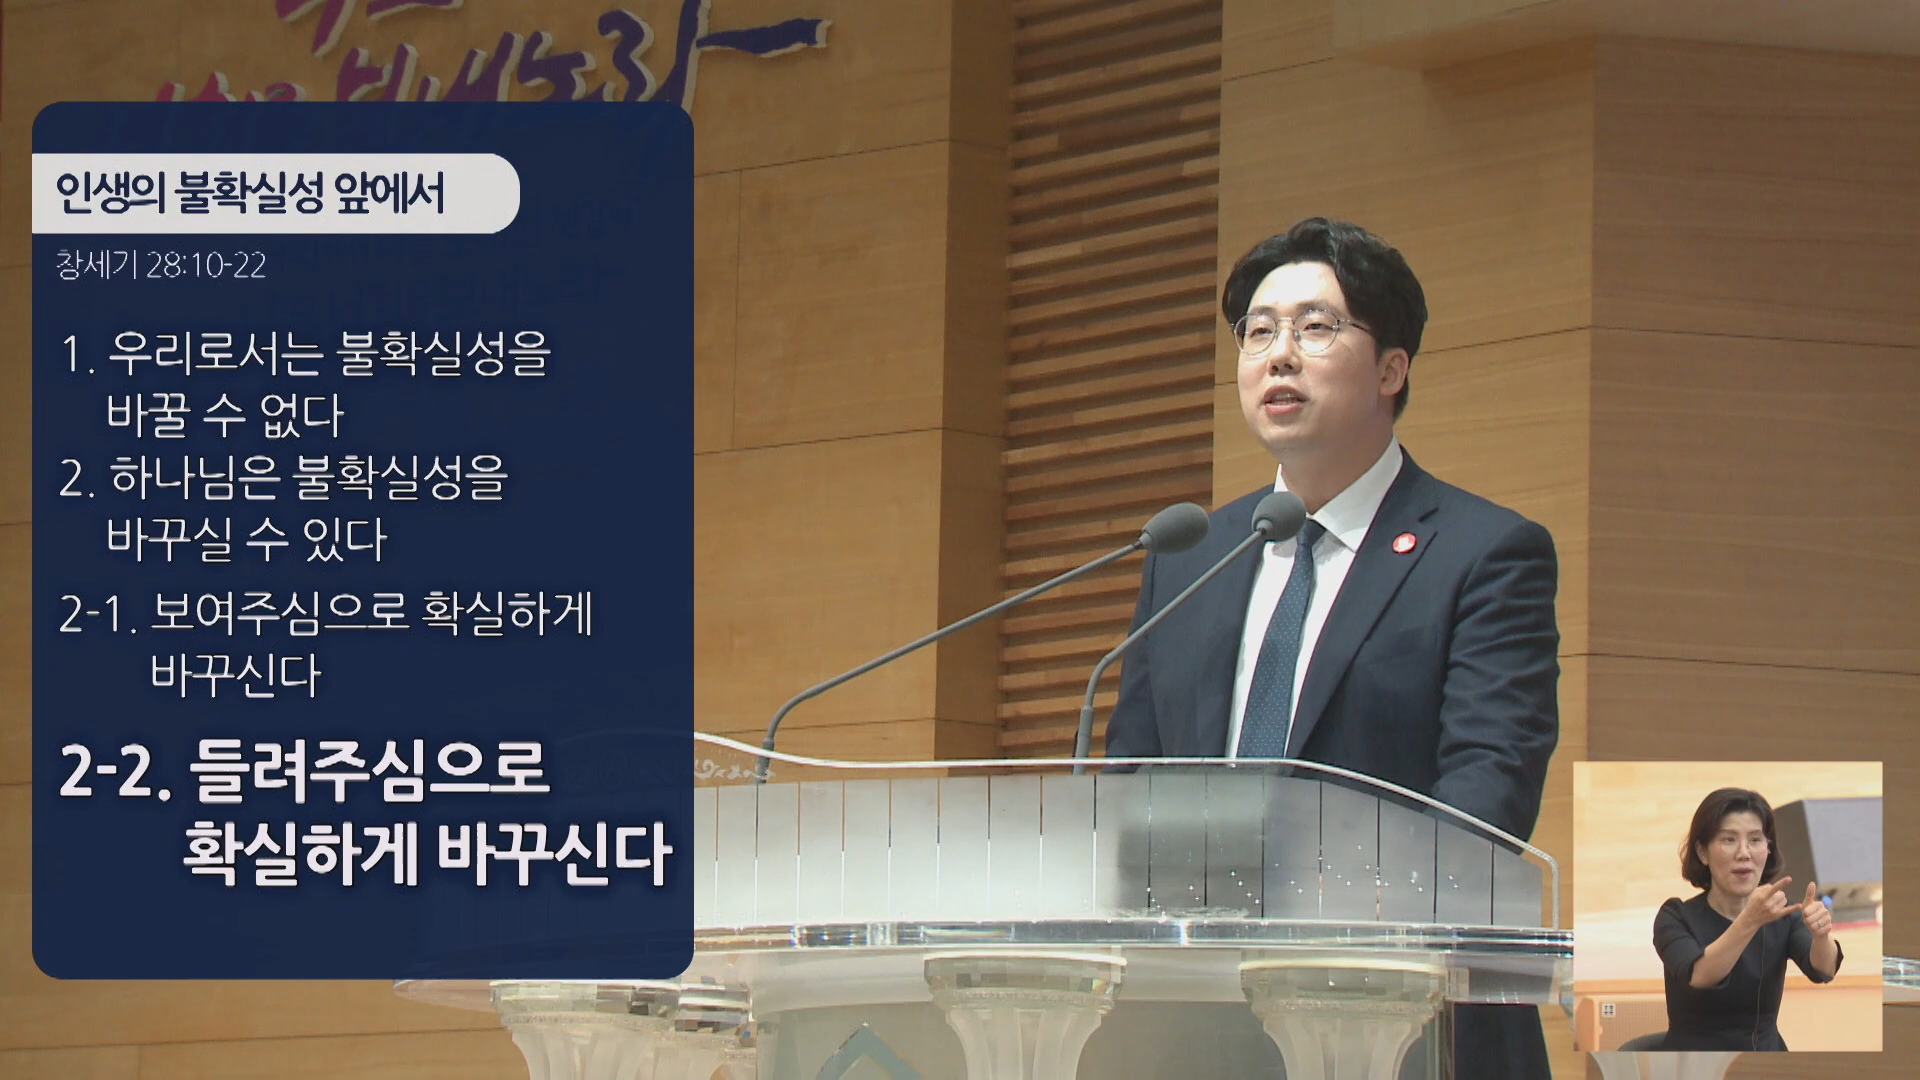 보내노라
인생의 불확실성 앞에서
창세기 28:10-22
1. 우리로서는 불확실성을
바꿀 수 없다
2. 하나님은 불확실성을
바꾸실 수 있다
2-1. 보여주심으로 확실하게
바꾸신다
2-2. 들려주심으로
확실하게 바꾸신다